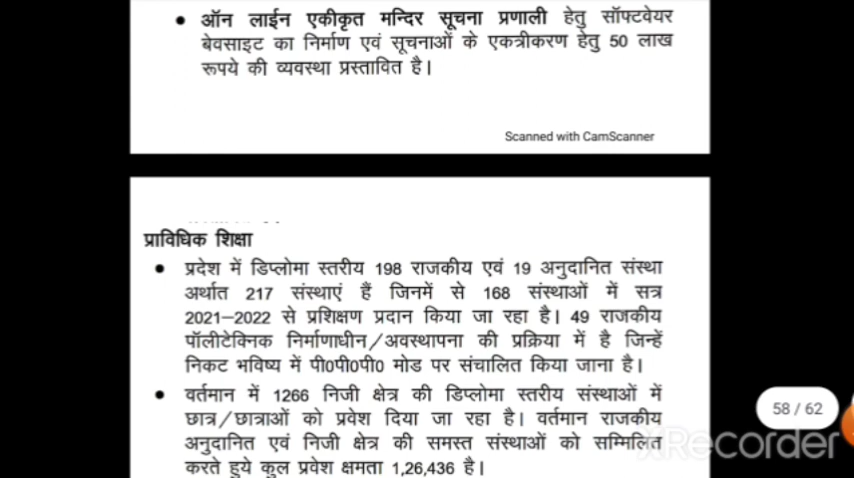 • ऑन लाईन एकीकृत मन्दिर सूचना प्रणाली हेतु सॉफ्टवेयर
बेवसाइट का निर्माण एवं सूचनाओं के एकत्रीकरण हेतु 50 लाख
रूपये की व्यवस्था प्रस्तावित है।
Scanned with CamScanner
प्राविधिक शिक्षा
• प्रदेश में डिप्लोमा स्तरीय 198 राजकीय एवं 19 अनुदानित संस्था
अर्थात 217 संस्थाएं हैं जिनमें से 168 संस्थाओं में सत्र
2021–2022 से प्रशिक्षण प्रदान किया जा रहा है। 49 राजकीय
पॉलीटेक्निक निर्माणाधीन/अवस्थापना की प्रक्रिया में है जिन्हें
निकट भविष्य में पी0पी0पी0 मोड पर संचालित किया जाना है।
• वर्तमान में 1266 निजी क्षेत्र की डिप्लोमा स्तरीय संस्थाओं में
छात्र/छात्राओं को प्रवेश दिया जा रहा है। वर्तमान राजकीय
अनुदानित एवं निजी क्षेत्र की समस्त संस्थाओं को सम्मिलित
करते हुये कुल प्रवेश क्षमता 1,26,436 है।
58 / 62
XRecorder